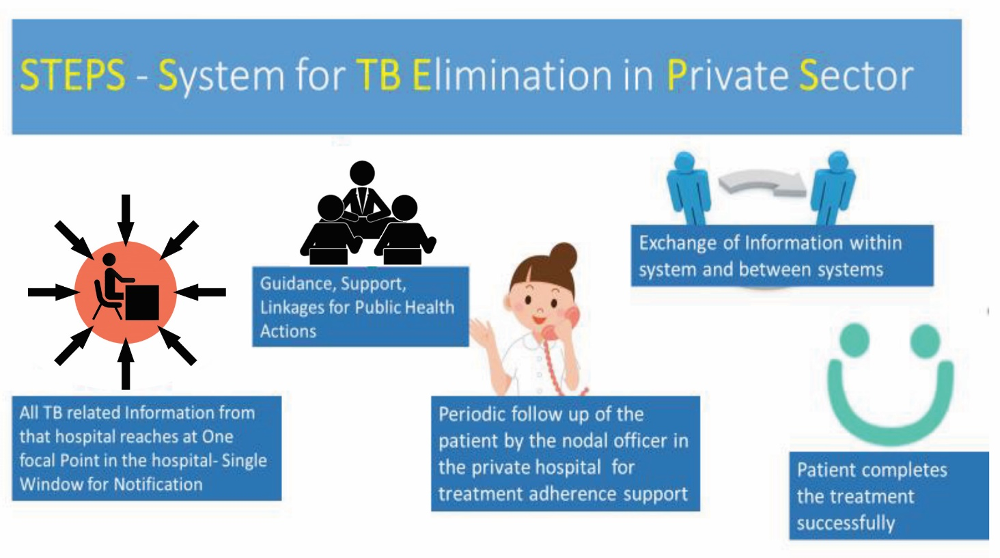 STEPS - System for TB Elimination in Private Sector
All TB related Information from
that hospital reaches at One
focal Point in the hospital- Single
Window for Notification
Guidance, Support,
Linkages for Public Health
Actions
Periodic follow up of the
patient by the nodal officer in
the private hospital for
treatment adherence support
Exchange of Information within
system and between systems
Patient completes
the treatment
successfully